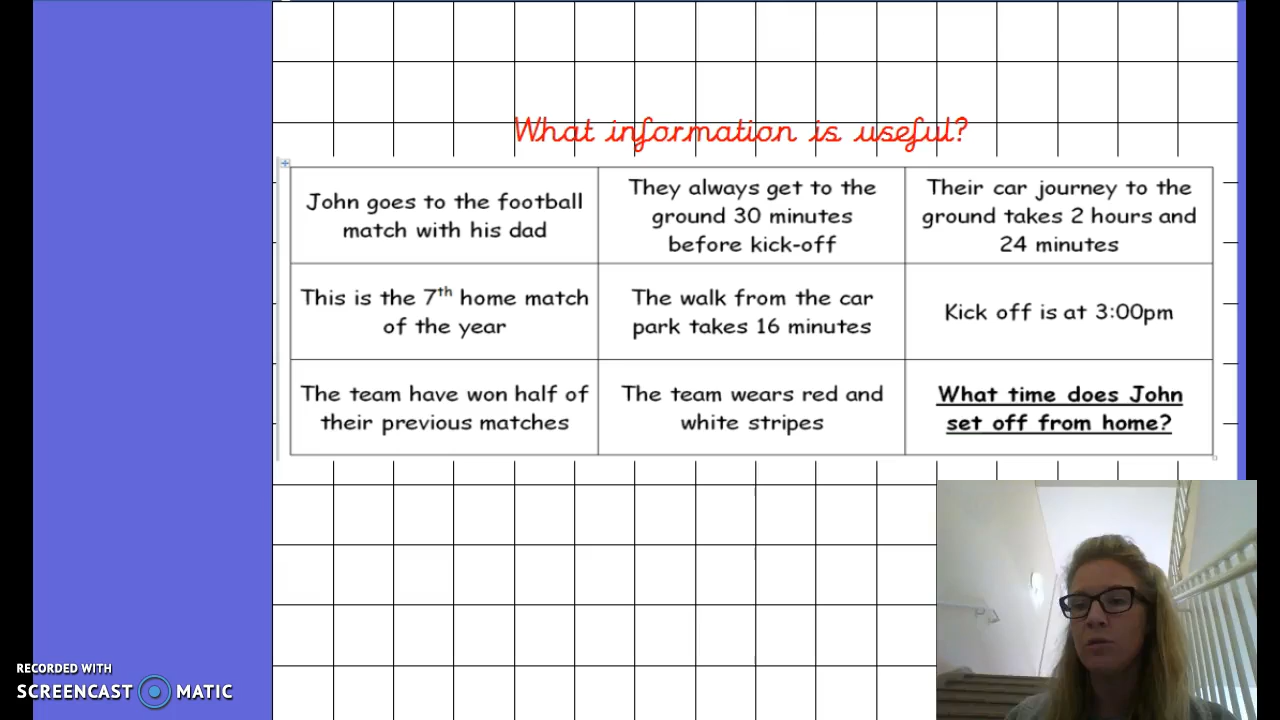 What information is useful?
John goes to the football
match with his dad
They always get to the
ground 30 minutes
before kick-off
Their car journey to the
ground takes 2 hours and
24 minutes
This is the 7th home match
of the year
The walk from the car
park takes 16 minutes
Kick off is at 3:00pm
The team have won half of
their previous matches
The team wears red and
white stripes
What time does John
set off from home?
RECORDED WITH
SCREENCAST MATIC